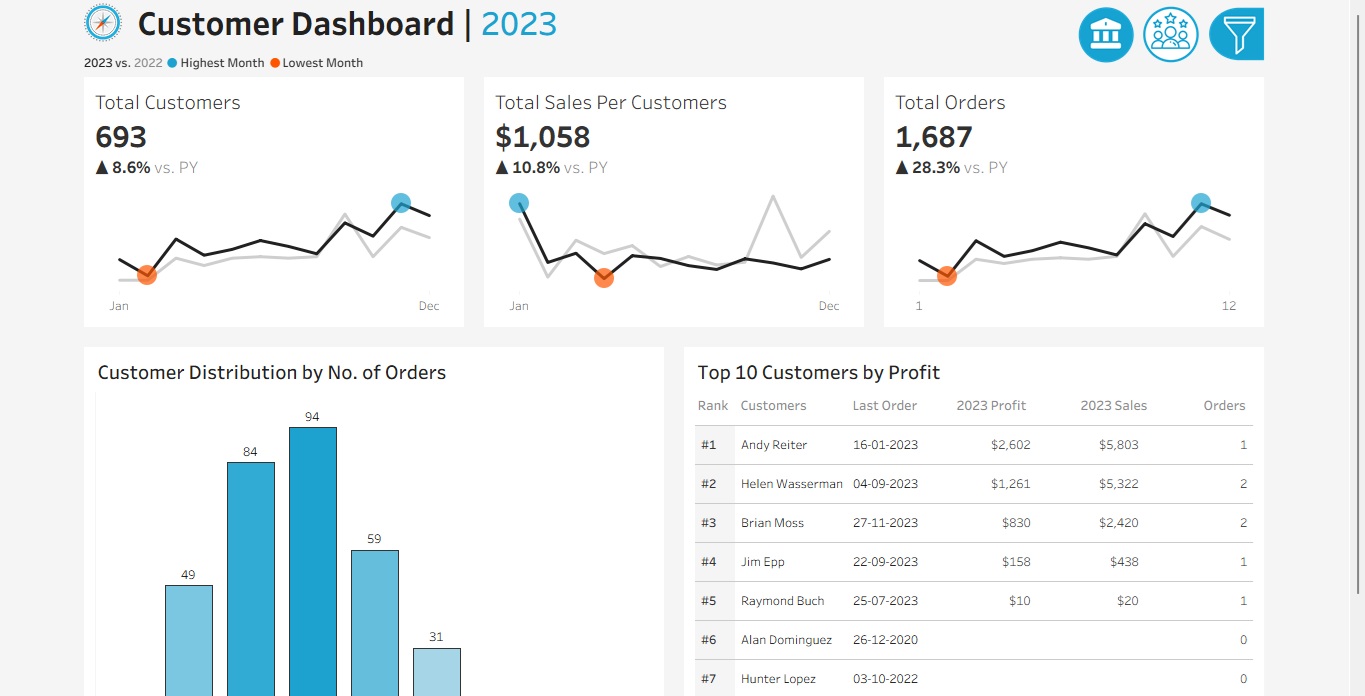 Customer Dashboard | 2023
2023 vs. 2022 Highest Month Lowest Month
Total Customers
693
▲ 8.6% vs. PY
Jan Dec
Total Sales Per Customers
$1,058
▲ 10.8% vs. PY
Jan Dec
Total Orders
1,687
▲ 28.3% vs. PY
1 12
Customer Distribution by No. of Orders
94
84
59
49
31
Top 10 Customers by Profit
Rank Customers Last Order 2023 Profit 2023 Sales Orders
#1 Andy Reiter 16-01-2023 $2,602 $5,803 1
#2 Helen Wasserman 04-09-2023 $1,261 $5,322 2
#3 Brian Moss 27-11-2023 $830 $2,420 2
#4 Jim Epp 22-09-2023 $158 $438 1
#5 Raymond Buch 25-07-2023 $10 $20 1
#6 Alan Dominguez 26-12-2020 0
#7 Hunter Lopez 03-10-2022 0